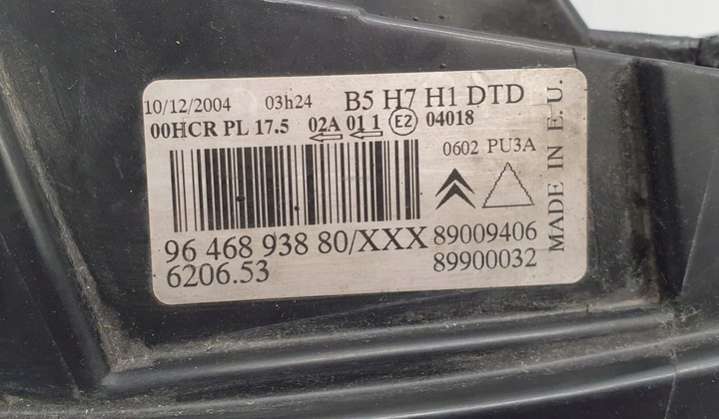 10/12/2004 03h24 B5 H7 H1 DTD
00HCR PL 17.5 02A 01 1 E2 04018
0602 PU3A
96 468 938 80/XXX 89009406
6206.53 89900032
MADE IN E.U.